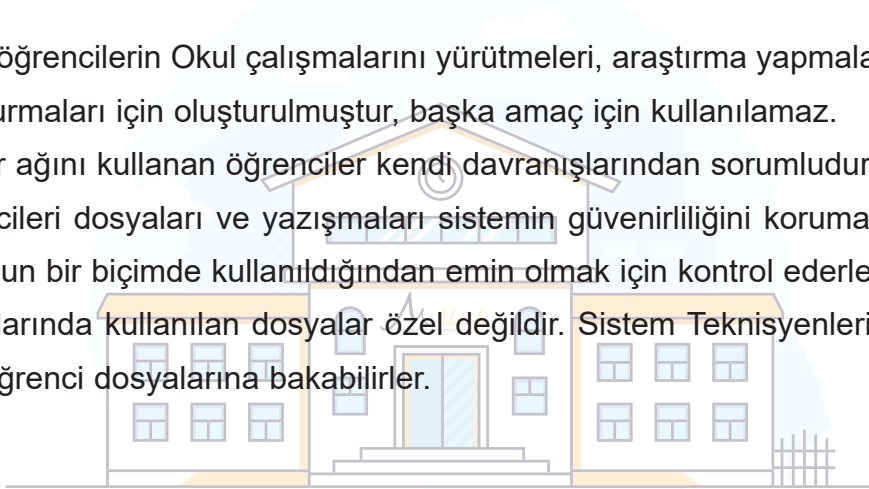 öğrencilerin Okul çalışmalarını yürütmeleri, araştırma yapmala
urmaları için oluşturulmuştur, başka amaç için kullanılamaz.
r ağını kullanan öğrenciler kendi davranışlarından sorumludur
cileri dosyaları ve yazışmaları sistemin güvenirliliğini koruma
un bir biçimde kullanıldığından emin olmak için kontrol ederle
larında kullanılan dosyalar özel değildir. Sistem Teknisyenleri
ğrenci dosyalarına bakabilirler.